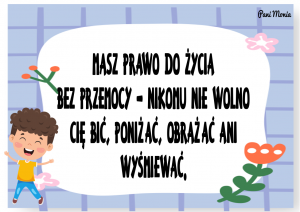 Pani Monia
MASZ PRAWO DO ŻYCIA
BEZ PRZEMOCY - NIKOMU NIE WOLNO
CIĘ BIĆ, PONIŻAĆ, OBRAŻAĆ ANI
WYŚMIEWAĆ.